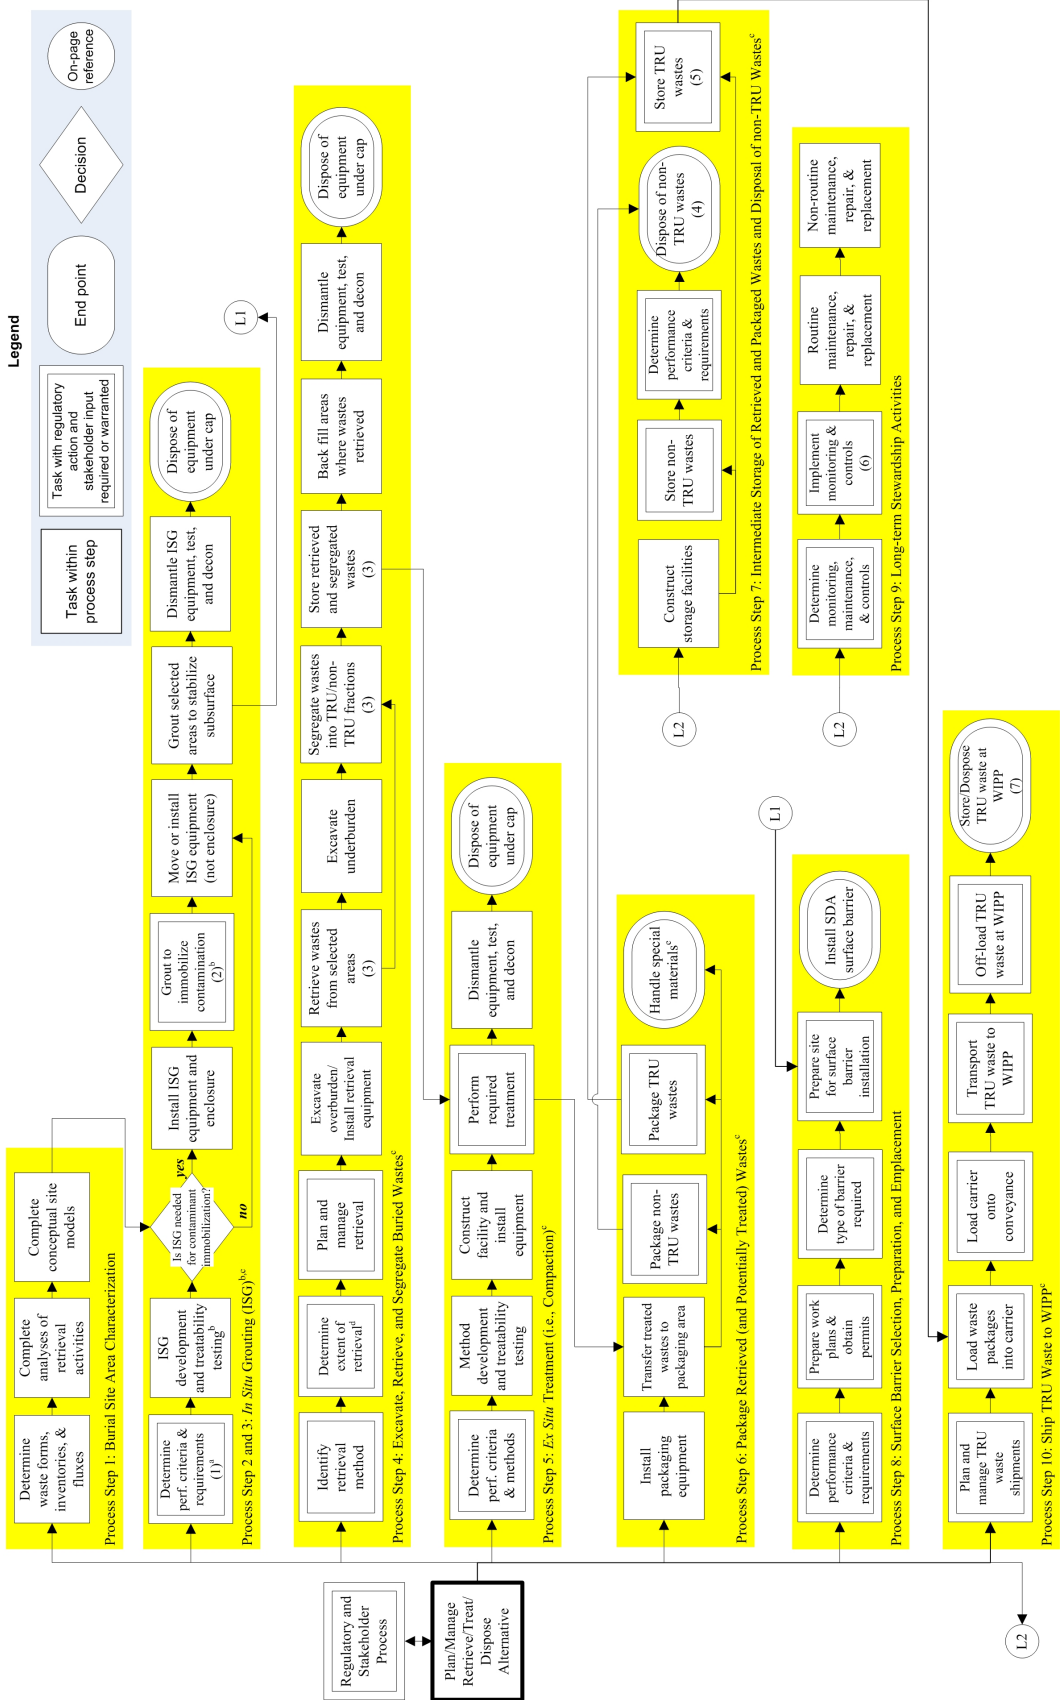 Legend
Task within
process step
Task with regulatory
action and
stakeholder input
required or warranted
End point
Decision
On-page
reference
Regulatory and
Stakeholder
Process
Plan/Manage
Retrieve/Treat/
Dispose
Alternative
L2
Determine
waste forms,
inventories, &
fluxes
Complete
analyses of
retrieval
activities
Complete
conceptual site
models
Process Step 1: Burial Site Area Characterization
Determine
perf. criteria &
requirements
(1)a
ISG
development
and treatability
testingb
Is ISG needed
for contaminant
immobilization?
yes
no
Install ISG
equipment and
enclosure
Grout to
immobilize
contamination
(2)b
Move or install
ISG equipment
(not enclosure)
Grout selected
areas to stabilize
subsurface
Dismantle ISG
equipment, test,
and decon
Dispose of
equipment
under cap
L1
Process Step 2 and 3: In Situ Grouting (ISG)b,c
Identify
retrieval
method
Determine
extent of
retrievald
Plan and
manage
retrieval
Excavate
overburden/
Install retrieval
equipment
Retrieve wastes
from selected
areas
(3)
Excavate
underburden
Segregate wastes
into TRU/non-
TRU fractions
(3)
Store retrieved
and segregated
wastes
(3)
Back fill areas
where wastes
retrieved
Dismantle
equipment, test,
and decon
Dispose of
equipment
under cap
Process Step 4: Excavate, Retrieve, and Segregate Buried Wastesc
Determine
perf. criteria
& methods
Method
development
and treatability
testing
Construct
facility and
install
equipment
Perform
required
treatment
Dismantle
equipment, test,
and decon
Dispose of
equipment
under cap
Process Step 5: Ex Situ Treatment (i.e., Compaction)c
Install
packaging
equipment
Transfer treated
wastes to
packaging area
Package non-
TRU wastes
Package TRU
wastes
Handle special
materialsc
Process Step 6: Package Retrieved (and Potentially Treated) Wastesc
L2
Construct
storage facilities
Store non-
TRU wastes
Determine
performance
criteria &
requirements
Dispose of non-
TRU wastes
(4)
Store TRU
wastes
(5)
Process Step 7: Intermediate Storage of Retrieved and Packaged Wastes and Disposal of non-TRU Wastesc
Determine
performance
criteria &
requirements
Prepare work
plans &
obtain
permits
Determine
type of barrier
required
Prepare site
for surface
barrier
installation
Install SDA
surface barrier
L1
Process Step 8: Surface Barrier Selection, Preparation, and Emplacement
L2
Determine
monitoring,
maintenance,
& controls
Implement
monitoring &
controls
(6)
Routine
maintenance,
repair, &
replacement
Non-routine
maintenance,
repair, &
replacement
Process Step 9: Long-term Stewardship Activities
Plan and
manage TRU
waste
shipments
Load waste
packages
into carrier
Load carrier
onto
conveyance
Transport
TRU waste to
WIPP
Off-load TRU
waste at WIPP
Store/Dospose
TRU waste at
WIPP
(7)
Process Step 10: Ship TRU Waste to WIPPc